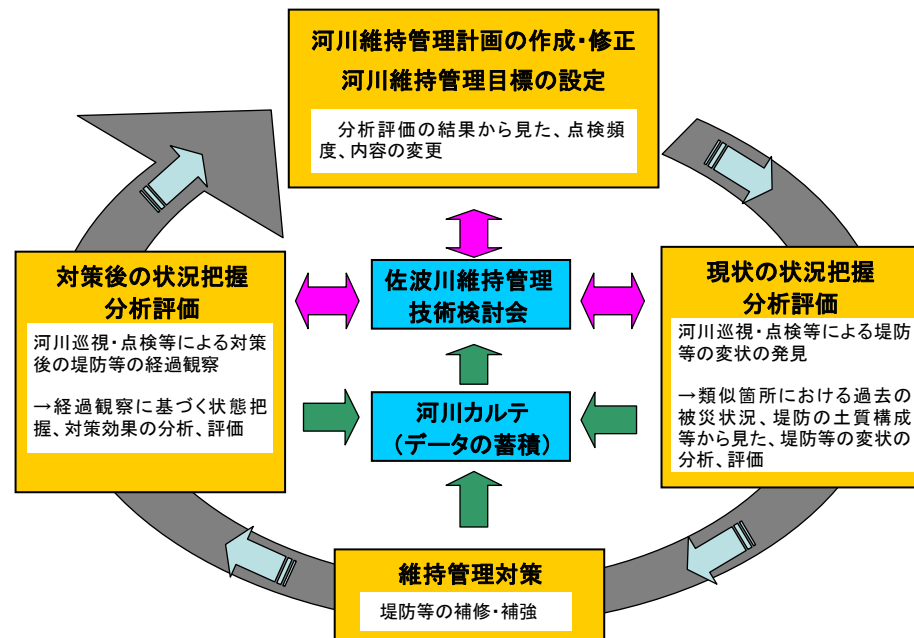 河川維持管理計画の作成・修正
河川維持管理目標の設定
分析評価の結果から見た、点検頻
度、内容の変更
対策後の状況把握
分析評価
河川巡視・点検等による対策
後の堤防等の経過観察
→経過観察に基づく状態把
握、対策効果の分析、評価
佐波川維持管理
技術検討会
河川カルテ
（データの蓄積）
現状の状況把握
分析評価
河川巡視・点検等による堤防
等の変状の発見
→類似箇所における過去の
被災状況、堤防の土質構成
等から見た、堤防等の変状の
分析、評価
維持管理対策
堤防等の補修・補強